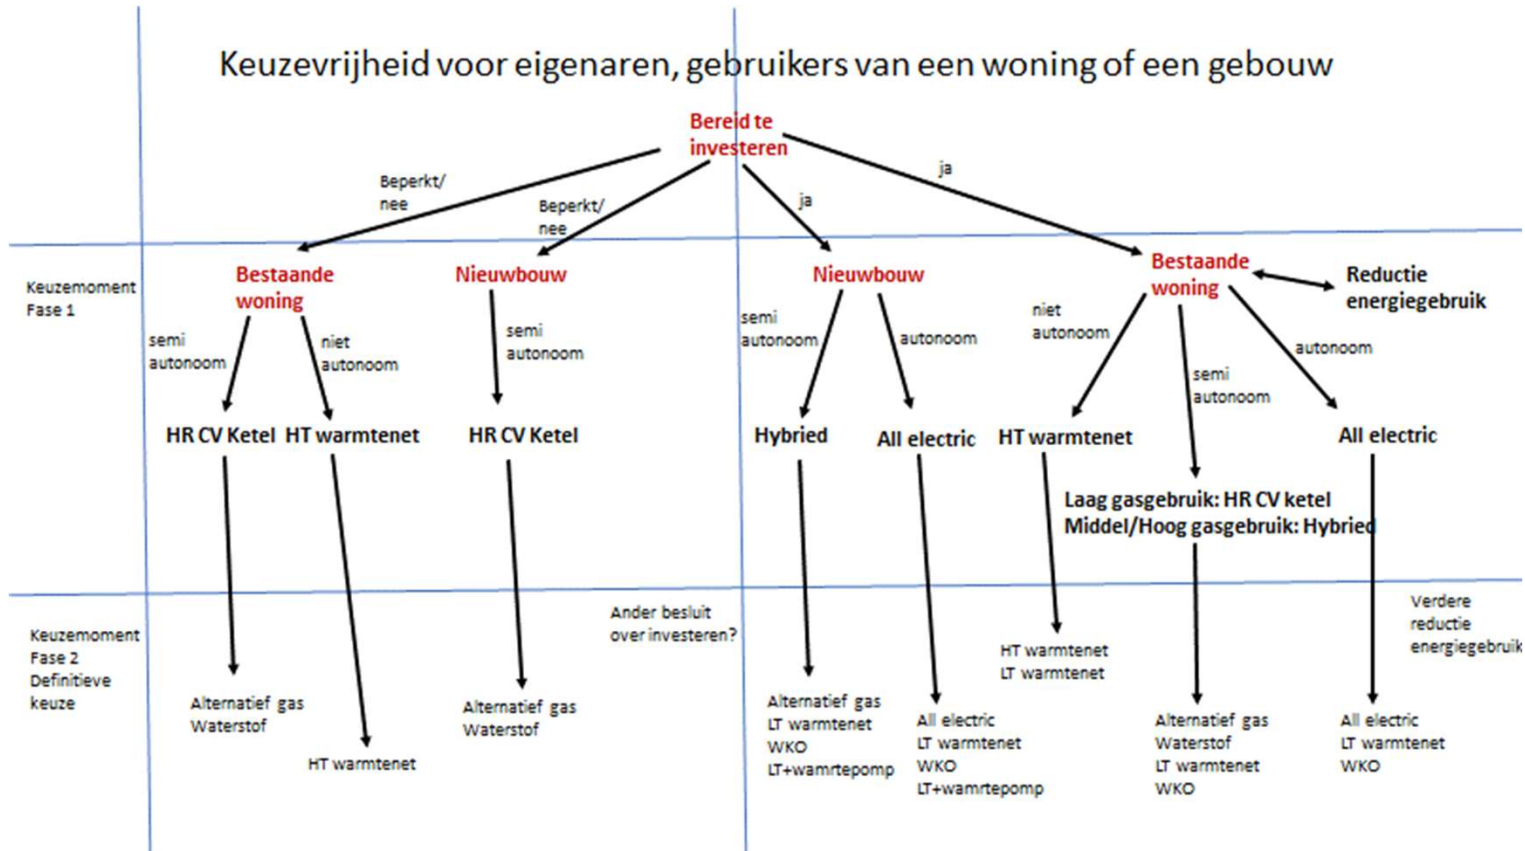 Keuzevrijheid voor eigenaren, gebruikers van een woning of een gebouw
Bereid te
investeren
Beperkt/
nee
Beperkt/
nee
ja
ja
Keuzemoment
Fase 1
Bestaande
woning
Nieuwbouw
Nieuwbouw
Bestaande
woning
Reductie
energiegebruik
semi
autonoom
niet
autonoom
semi
autonoom
semi
autonoom
autonoom
niet
autonoom
semi
autonoom
autonoom
HR CV Ketel
HT warmtenet
HR CV Ketel
Hybried
All electric
HT warmtenet
All electric
Laag gasgebruik: HR CV ketel
Middel/Hoog gasgebruik: Hybried
Keuzemoment
Fase 2
Definitieve
keuze
Ander besluit
over investeren?
Verdere
reductie
energiegebruik
Alternatief gas
Waterstof
HT warmtenet
Alternatief gas
Waterstof
Alternatief gas
LT warmtenet
WKO
LT+wamrtepomp
All electric
LT warmtenet
WKO
LT+wamrtepomp
HT warmtenet
LT warmtenet
Alternatief gas
Waterstof
LT warmtenet
WKO
All electric
LT warmtenet
WKO